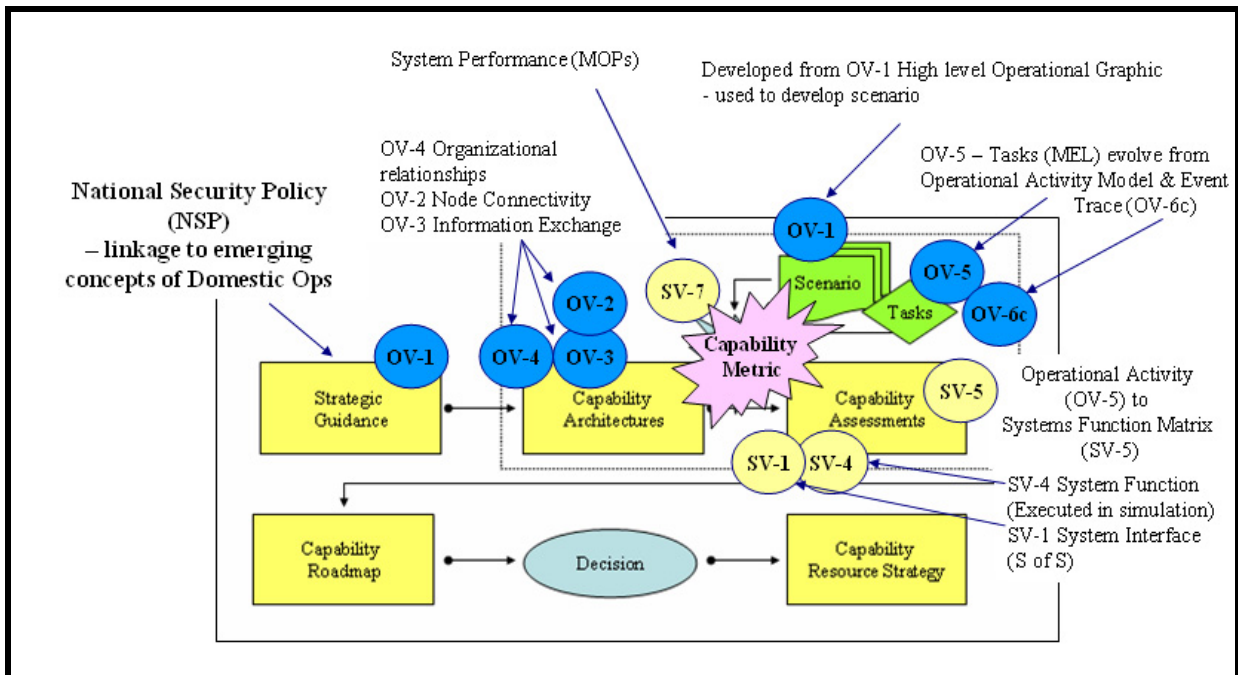 System Performance (MOPs)
Developed from OV-1 High level Operational Graphic
- used to develop scenario
OV-4 Organizational
relationships
OV-2 Node Connectivity
OV-3 Information Exchange
OV-5 – Tasks (MEL) evolve from
Operational Activity Model & Event
Trace (OV-6c)
National Security Policy
(NSP)
– linkage to emerging
concepts of Domestic Ops
OV-1
Scenario
OV-5
Tasks
OV-6c
SV-7
OV-2
OV-1
OV-4
OV-3
Capability
Metric
Strategic
Guidance
Capability
Architectures
Capability
Assessments
SV-5
Operational Activity
(OV-5) to
Systems Function Matrix
(SV-5)
SV-1
SV-4
SV-4 System Function
(Executed in simulation)
SV-1 System Interface
(S of S)
Capability
Roadmap
Decision
Capability
Resource Strategy